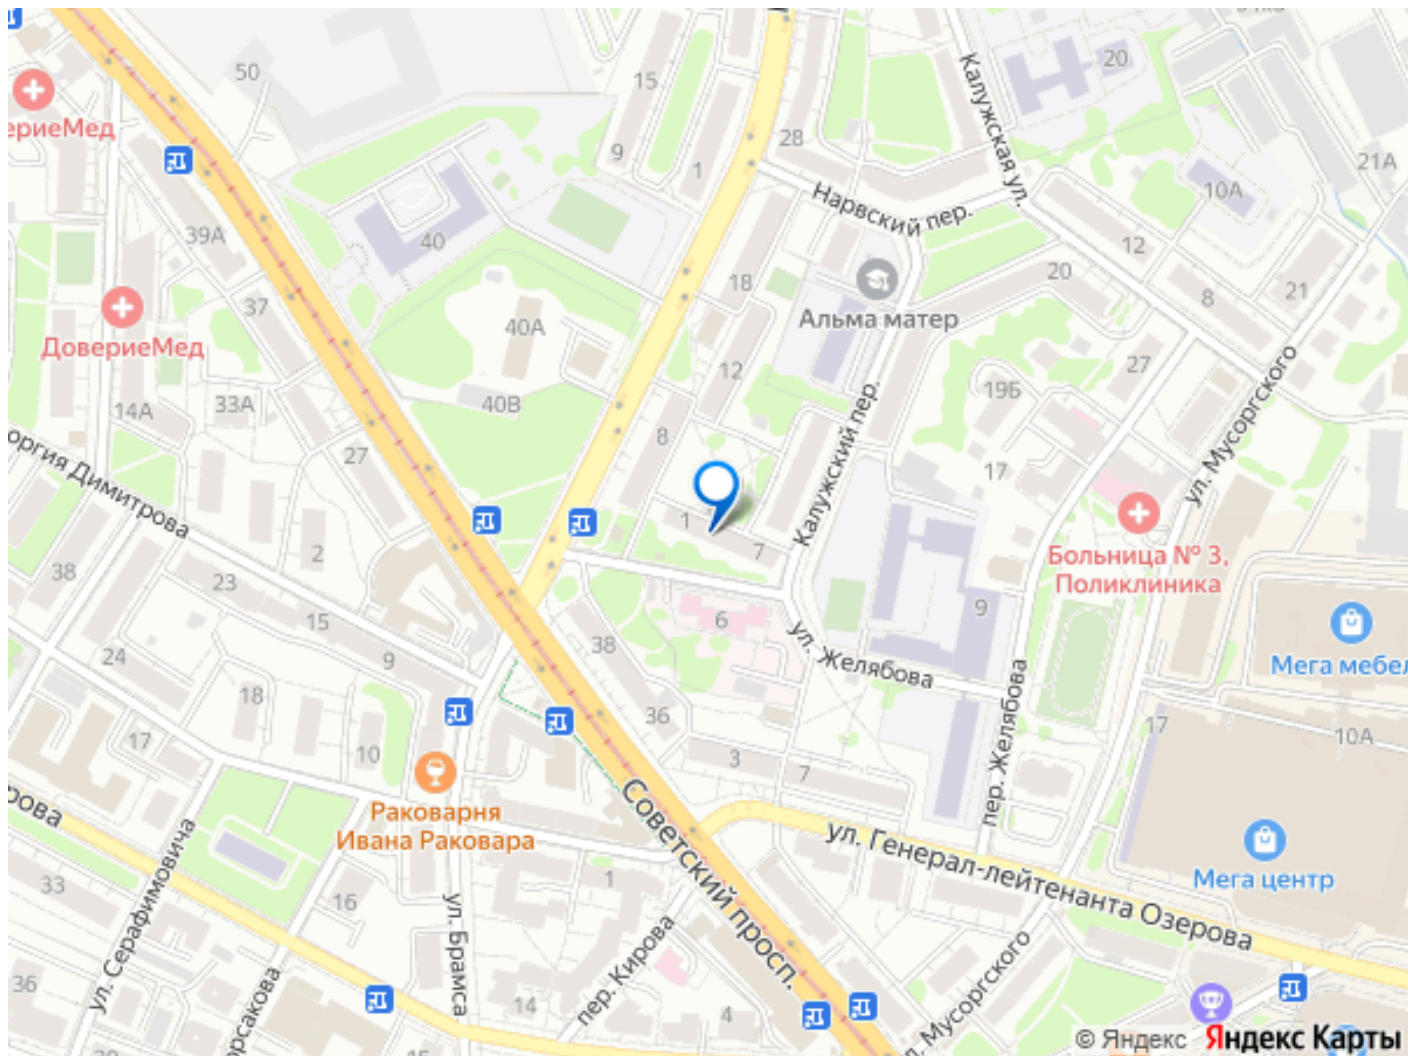 50
15
20
ериеМед
28
Калужская ул.
9
1
21А
10А
Нарвский пер.
39А
40
12
18
20
21
37
8
40А
Альма матер
ДовериеМед
12
27
14А
33А
40В
19Б
ул. Мусоргского
оргия Димитрова
27
8
17
Калужский пер.
1
7
2
Больница № 3,
Поликлиника
38
23
15
6
9
38
ул. Желябова
24
9
Мега мебел
18
36
17
10
3
7
пер. Желябова
17
10А
рова
Раковарня
Ивана Раковара
Советский просп.
ул. Генерал-лейтенанта Озерова
33
16
1
Мега центр
ул. Серафимовича
ул. Брамса
пер. Кирова
36
14
4
орсакова
л. Мусоргского
20
© Яндекс Яндекс Карты